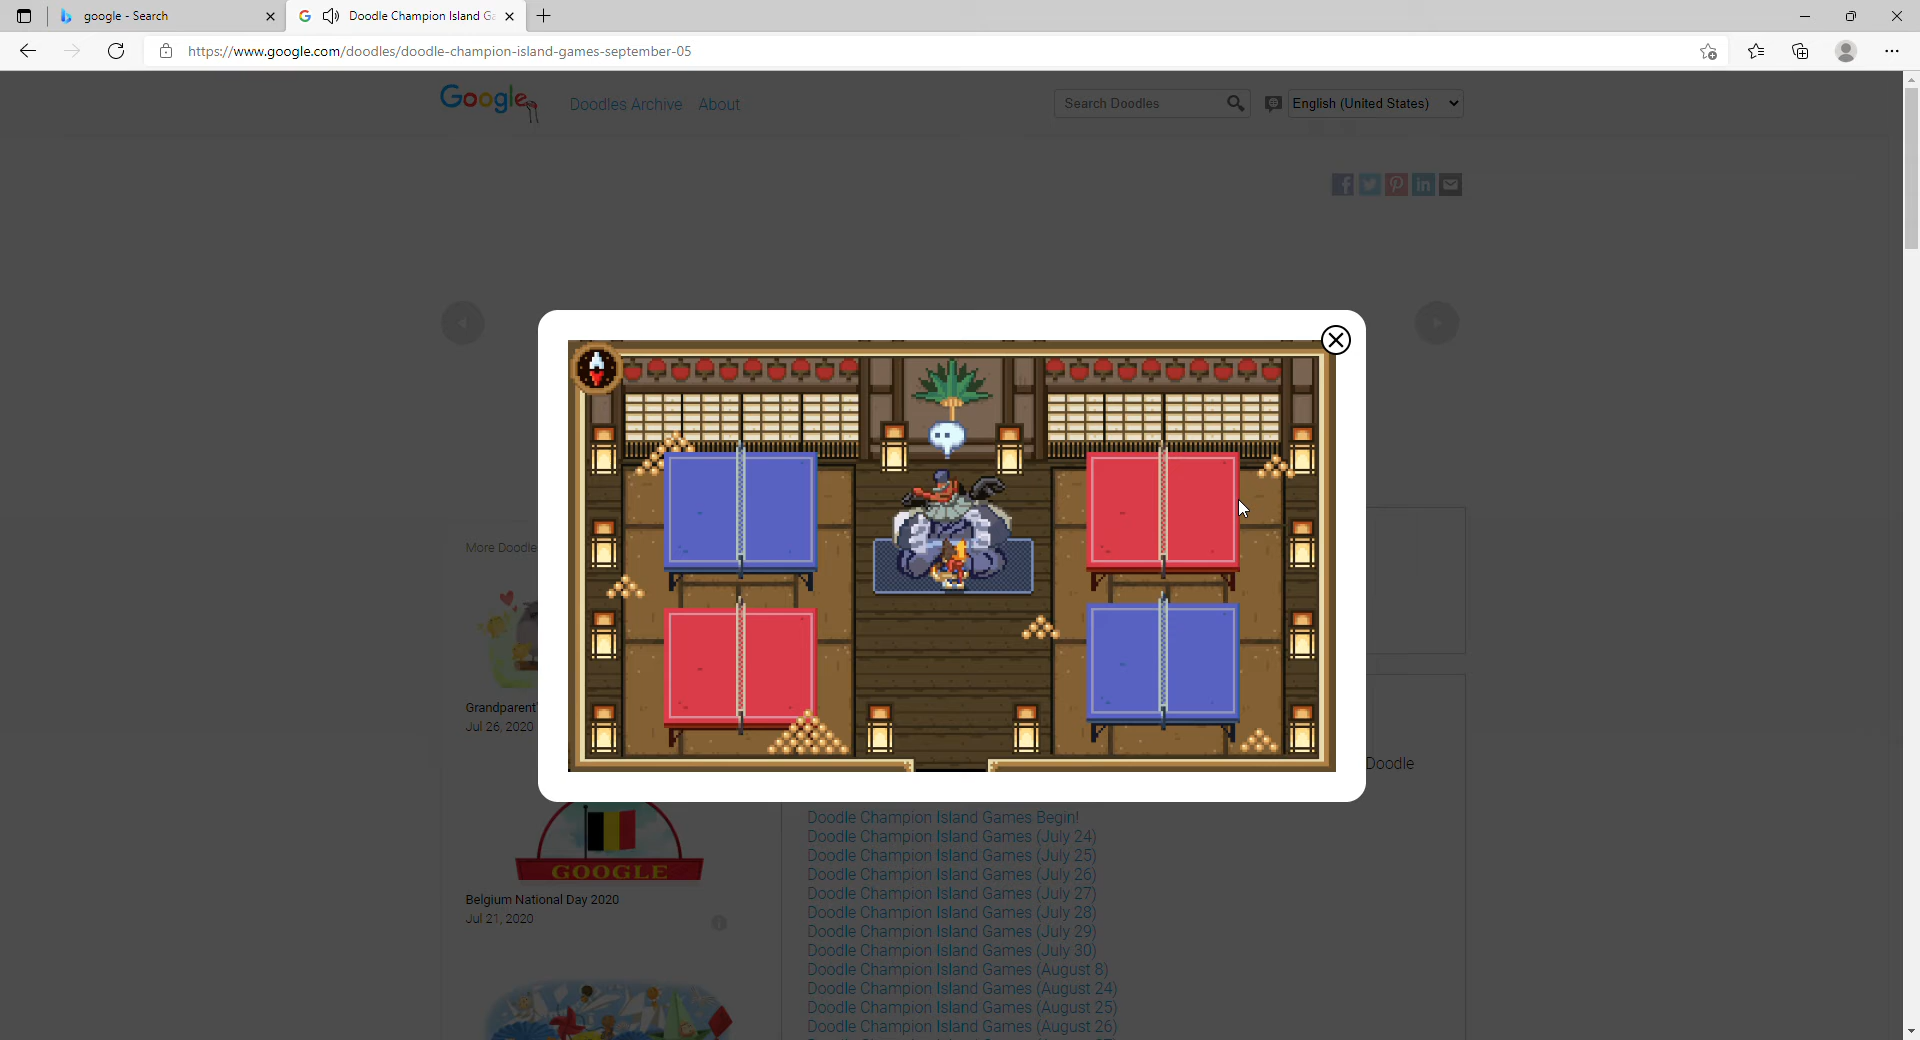 google - Search
Doodle Champion Island Ga
https://www.google.com/doodles/doodle-champion-island-games-september-05
Google
Doodles Archive
About
Search Doodles
English (United States)
More Doodle
Grandparent'
Jul 26, 2020
Doodle
GOOGLE
Belgium National Day 2020
Jul 21, 2020
Doodle Champion Island Games Begin!
Doodle Champion Island Games (July 24)
Doodle Champion Island Games (July 25)
Doodle Champion Island Games (July 26)
Doodle Champion Island Games (July 27)
Doodle Champion Island Games (July 28)
Doodle Champion Island Games (July 29)
Doodle Champion Island Games (July 30)
Doodle Champion Island Games (August 8)
Doodle Champion Island Games (August 24)
Doodle Champion Island Games (August 25)
Doodle Champion Island Games (August 26)